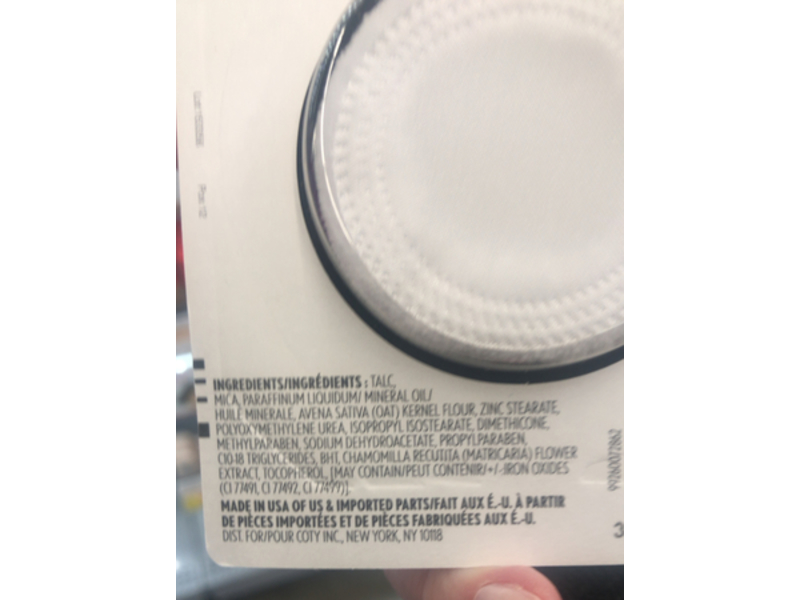 INGREDIENTS/INGRÉDIENTS : TALC,
MICA, PARAFFINUM LIQUIDUM/ MINERAL OIL/
HUILE MINERALE, AVENA SATIVA (OAT) KERNEL FLOUR, ZINC STEARATE,
POLYOXYMETHYLENE UREA, ISOPROPYL ISOSTEARATE, DIMETHICONE,
METHYLPARABEN, SODIUM DEHYDROACETATE, PROPYLPARABEN,
C10-18 TRIGLYCERIDES, BHT, CHAMOMILLA RECUTITA (MATRICARIA) FLOWER
EXTRACT, TOCOPHEROL, [MAY CONTAIN/PEUT CONTENIR/+/-:IRON OXIDES
(CI 77491, CI 77492, CI 77499)].
MADE IN USA OF US & IMPORTED PARTS/FAIT AUX É.-U. À PARTIR
DE PIÈCES IMPORTÉES ET DE PIÈCES FABRIQUÉES AUX É.-U.
DIST. FOR/POUR COTY INC., NEW YORK, NY 10118
3